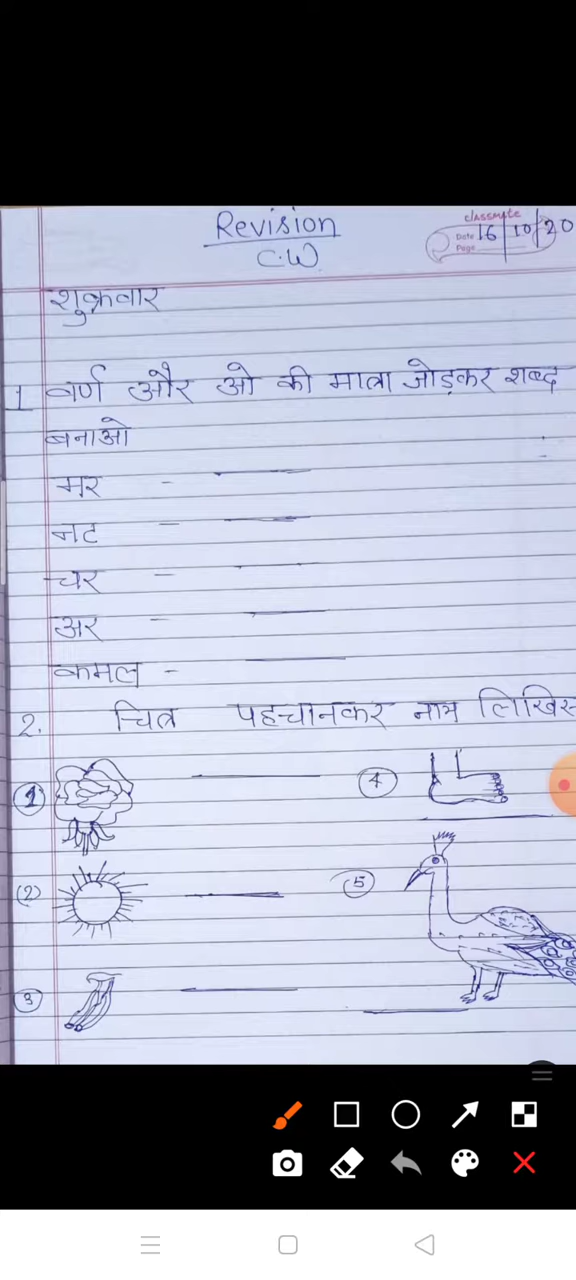 Revision
C.W
classmate
Date 16/10/20
Page
शुक्रवार
1 वर्ण और ओ की मात्रा जोड़कर शब्द
बनाओ
मर -
नट -
चर -
अर -
कमल -
2. चित्र पहचानकर नाम लिखिए
1
4
(2)
5
3